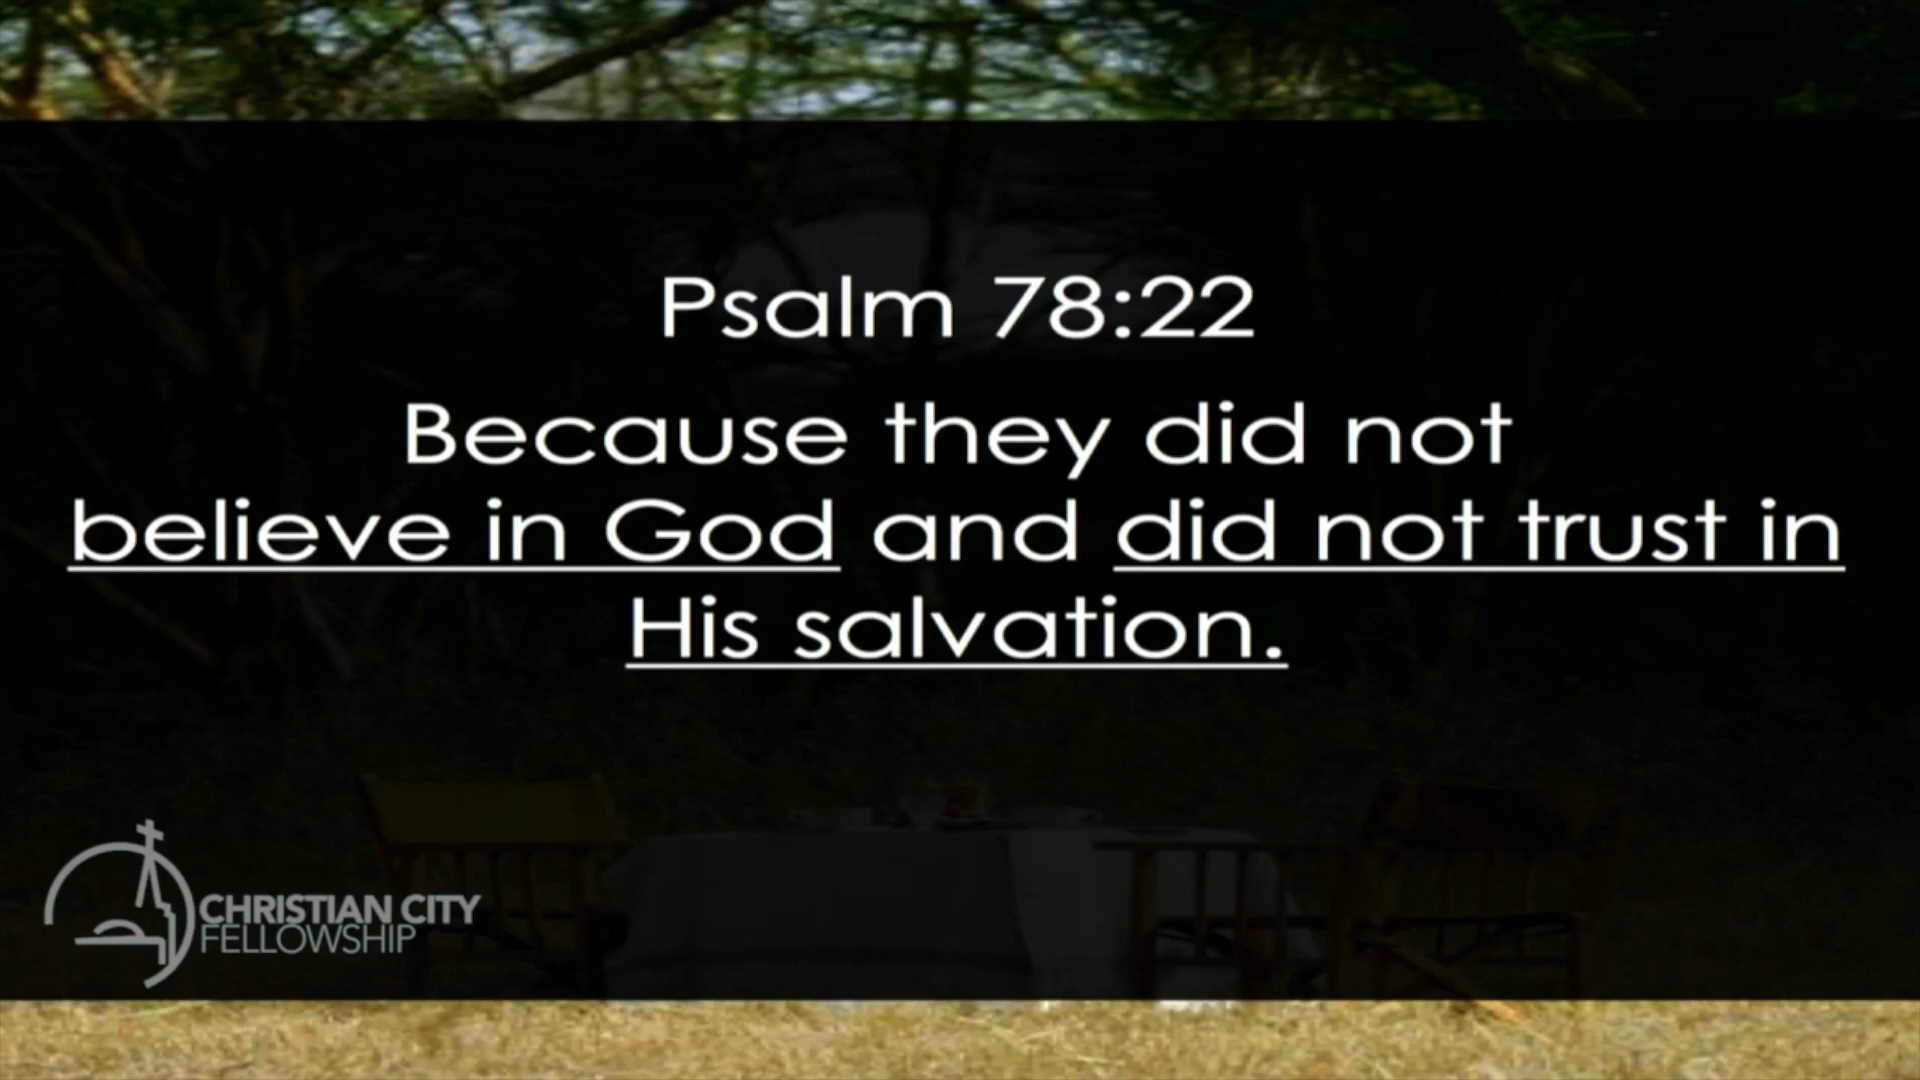 Psalm 78:22
Because they did not
believe in God and did not trust in
His salvation.
CHRISTIAN CITY
FELLOWSHIP